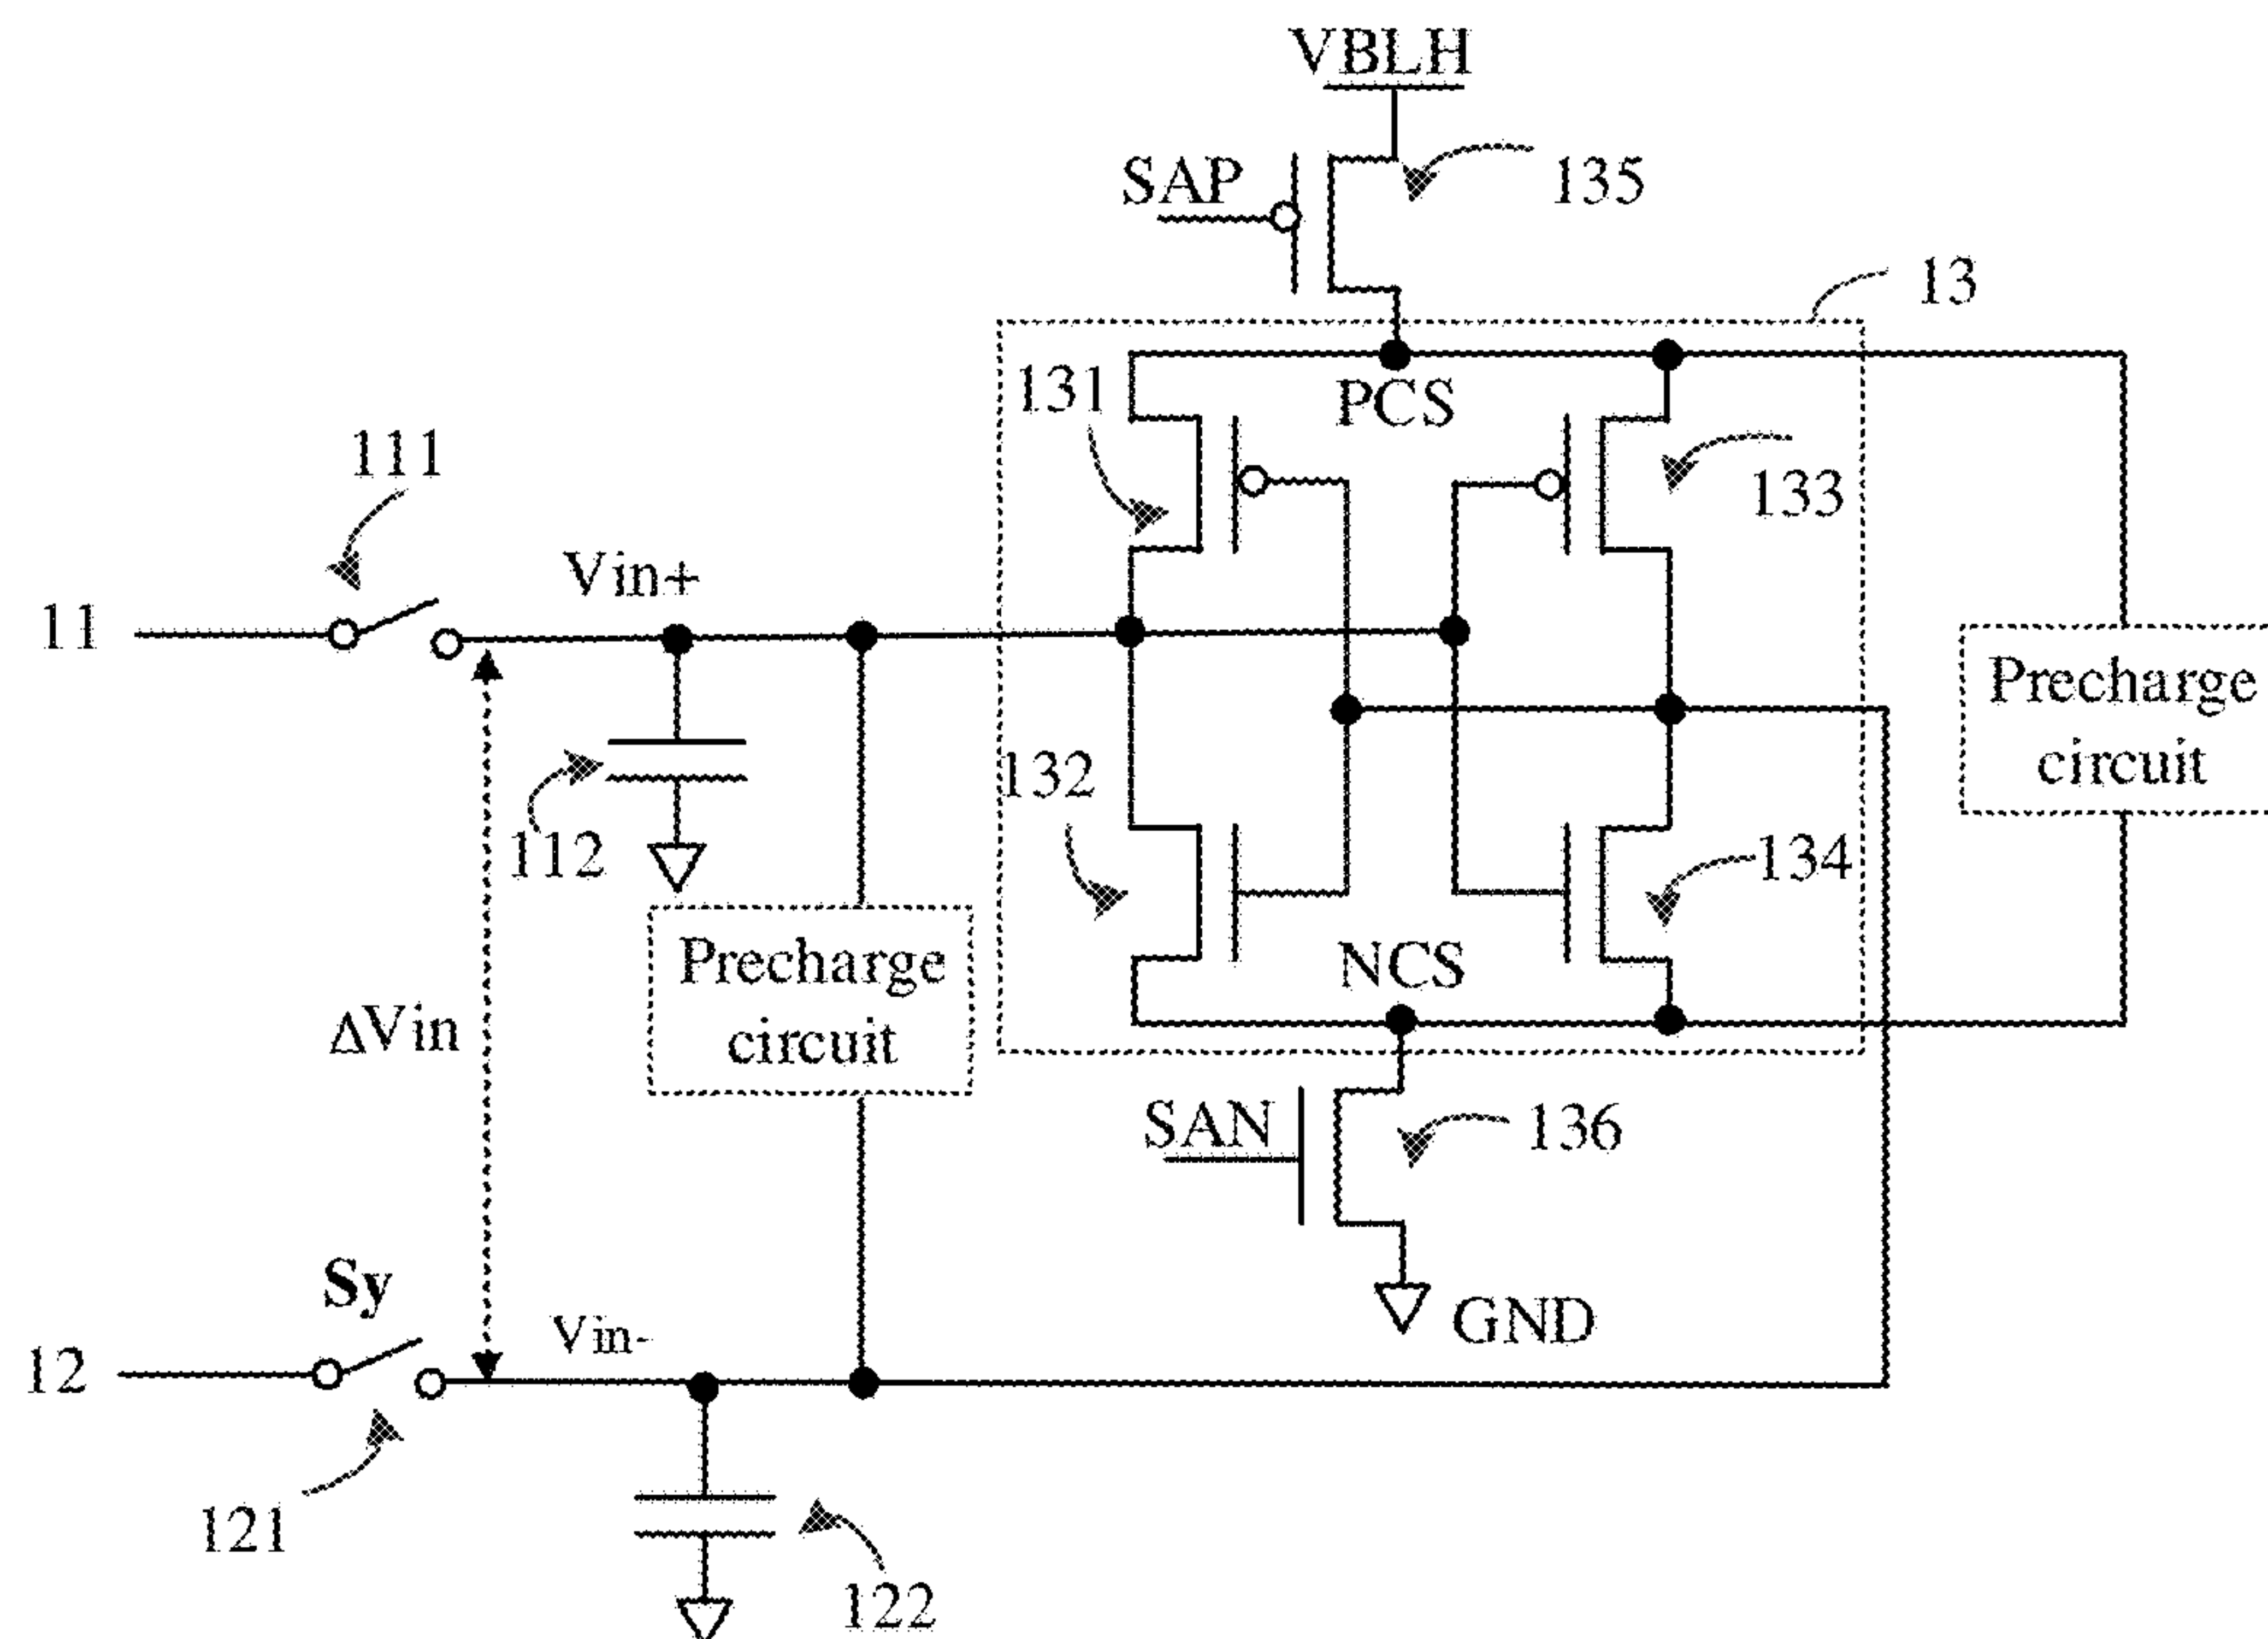 VBLH
SAP
135
13
131
PCS
133
111
Vin+
11
Precharge
circuit
132
112
134
Precharge
circuit
NCS
ΔVin
SAN
136
Sy
GND
Vin-
12
121
122